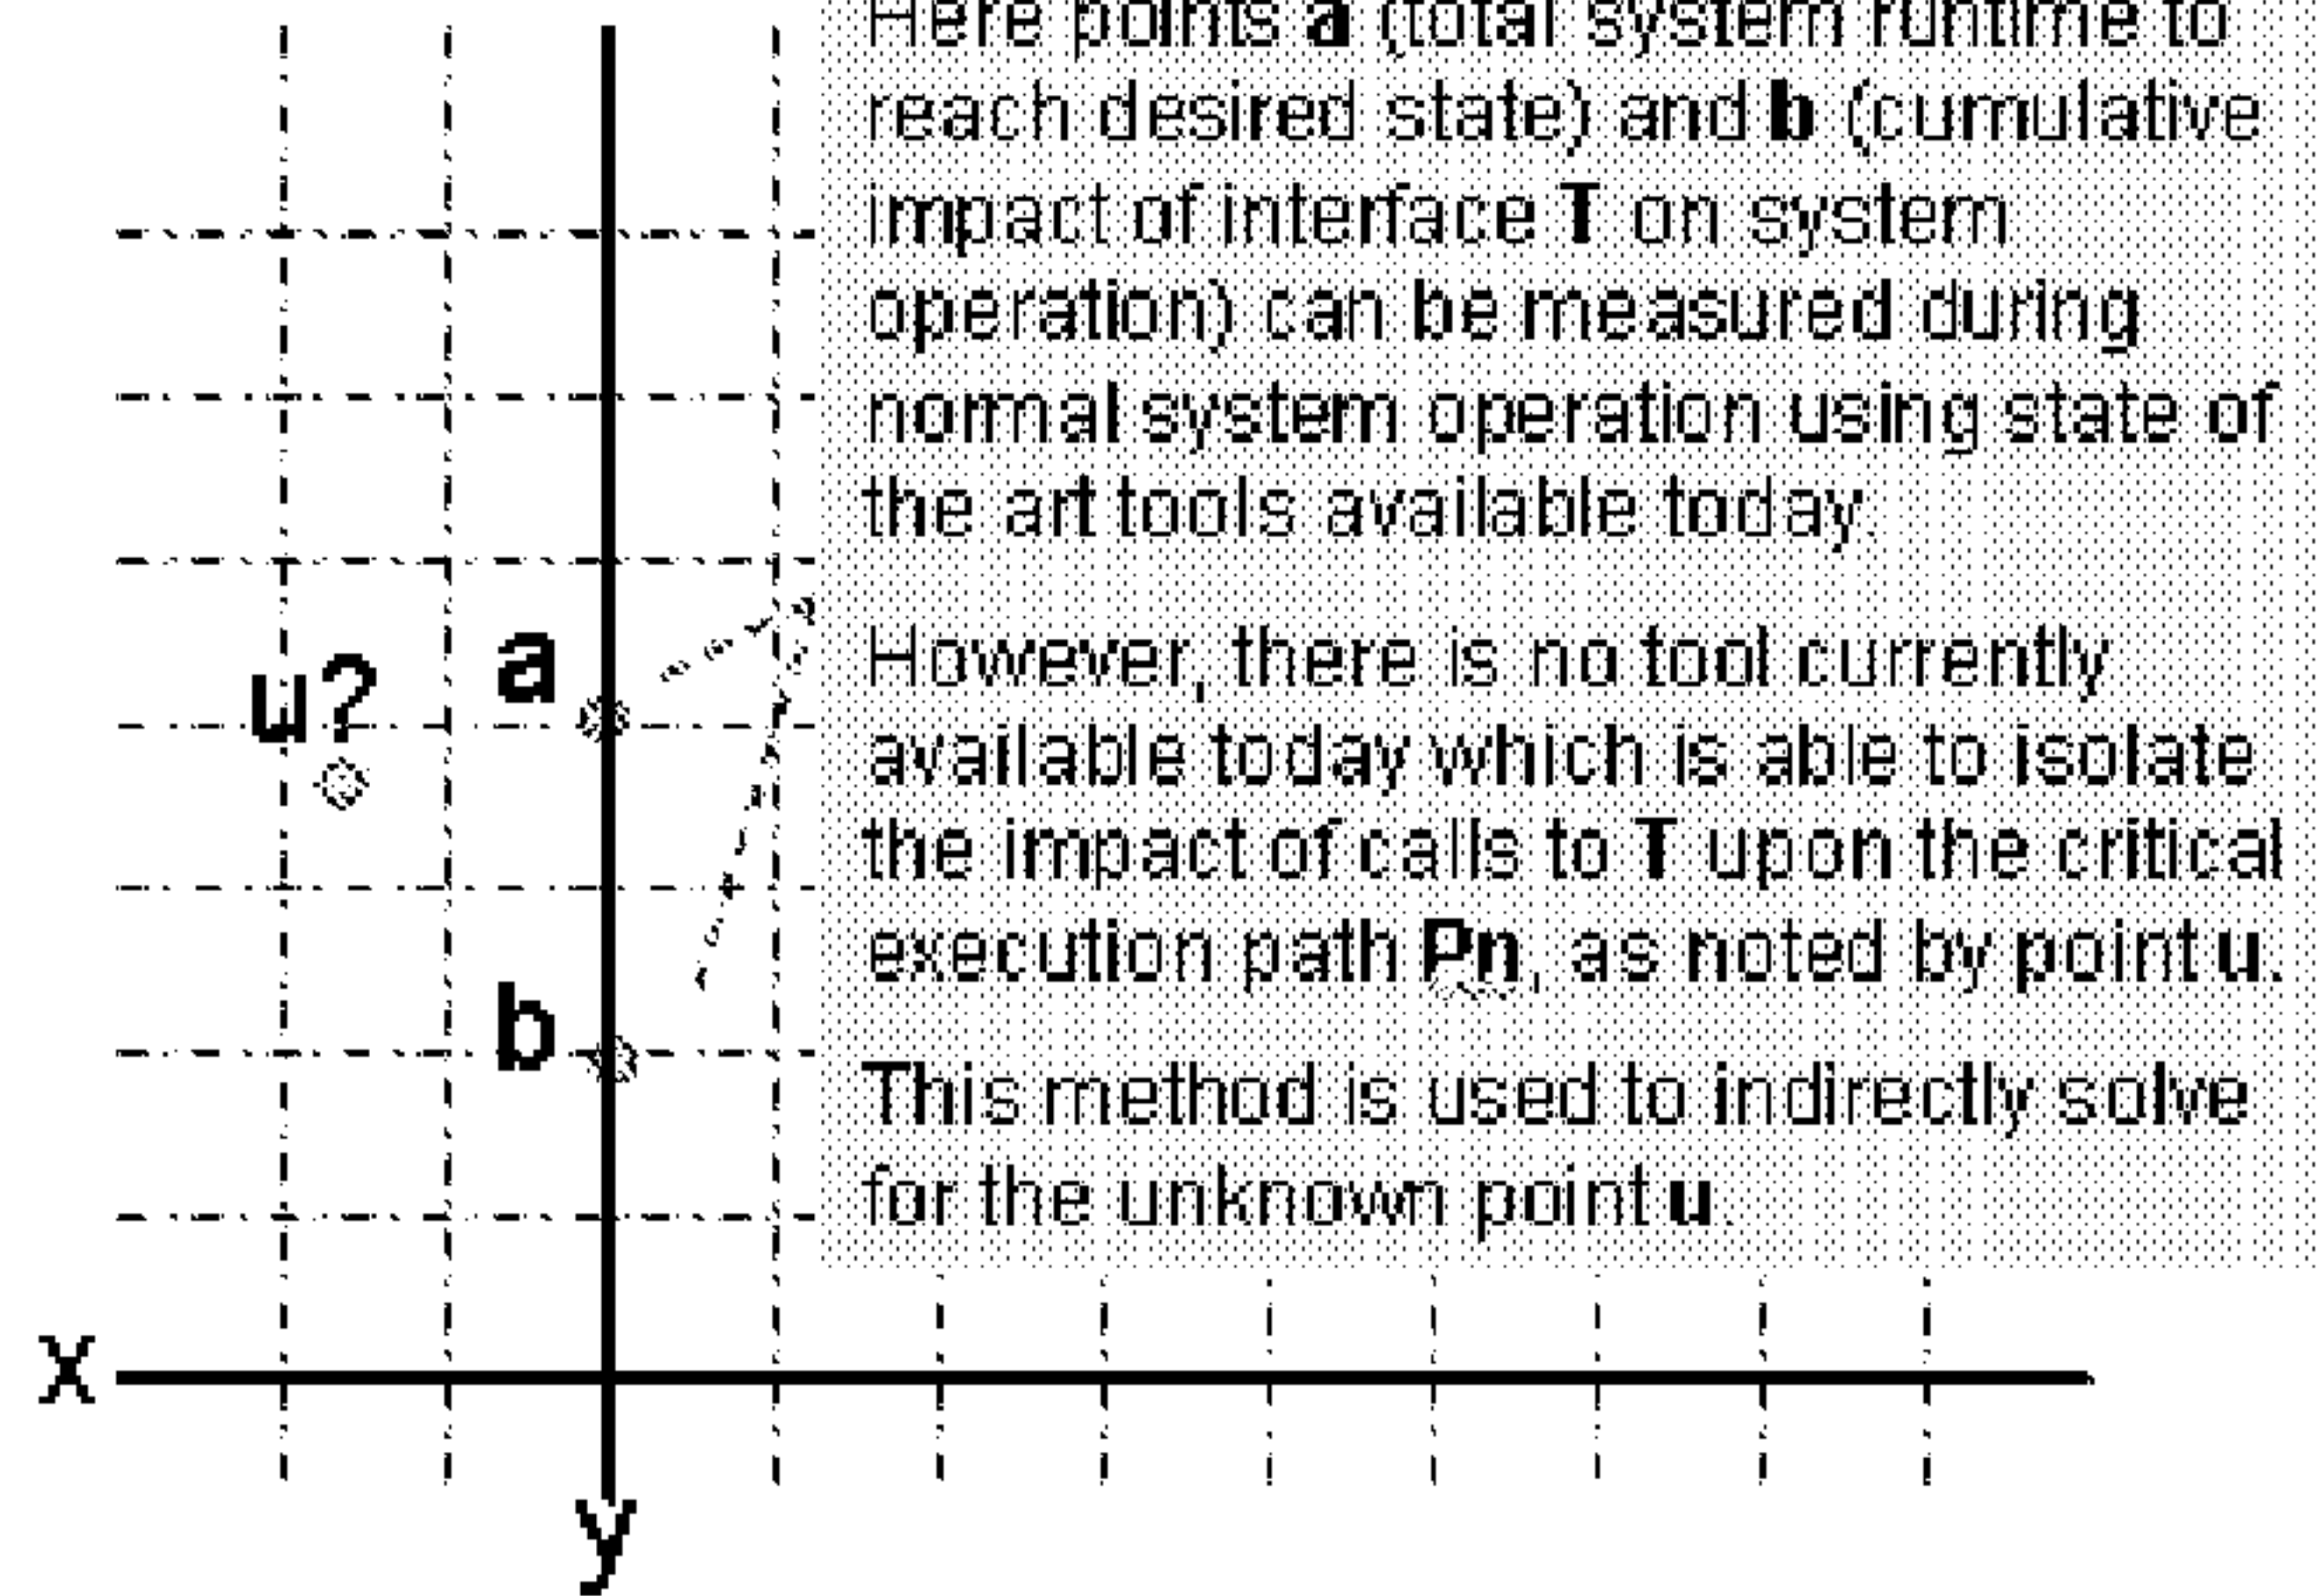 Here points a (total system runtime to
reach desired state) and b (cumulative
impact of interface T on system
operation) can be measured during
normal system operation using state of
the art tools available today.
However, there is no tool currently
available today which is able to isolate
the impact of calls to T upon the critical
execution path Pn, as noted by point u.
This method is used to indirectly solve
for the unknown point u.
u?
a
b
X
y